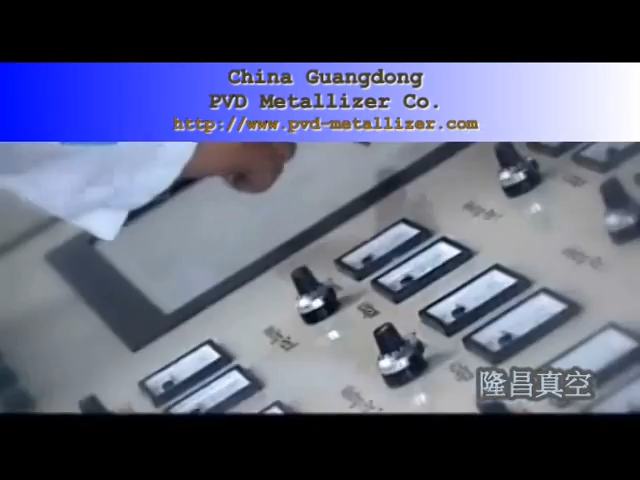 China Guangdong
PVD Metallizer Co.
http://www.pvd-metallizer.com
隆昌真空